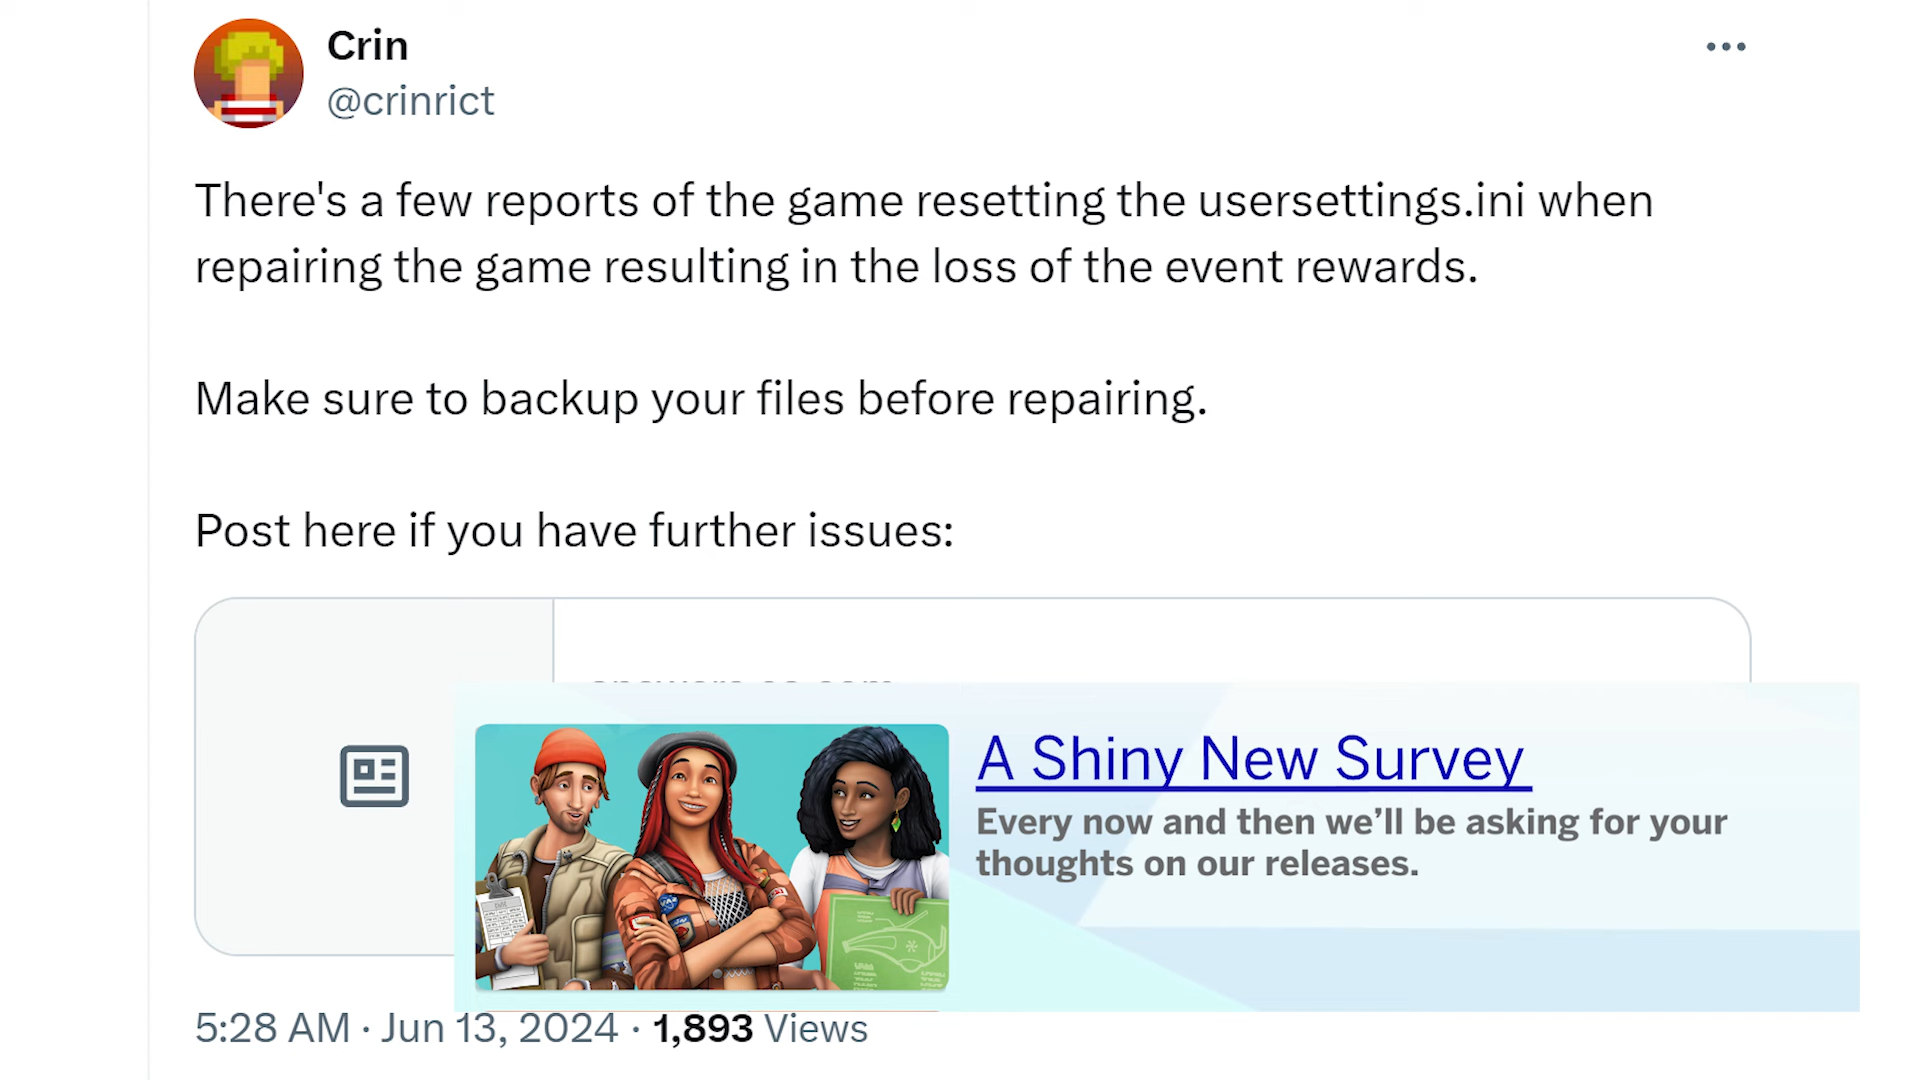 Crin
@crinrict
There's a few reports of the game resetting the usersettings.ini when
repairing the game resulting in the loss of the event rewards.
Make sure to backup your files before repairing.
Post here if you have further issues:
answers.ea.com
A Shiny New Survey
Every now and then we’ll be asking for your
thoughts on our releases.
5:28 AM · Jun 13, 2024 · 1,893 Views